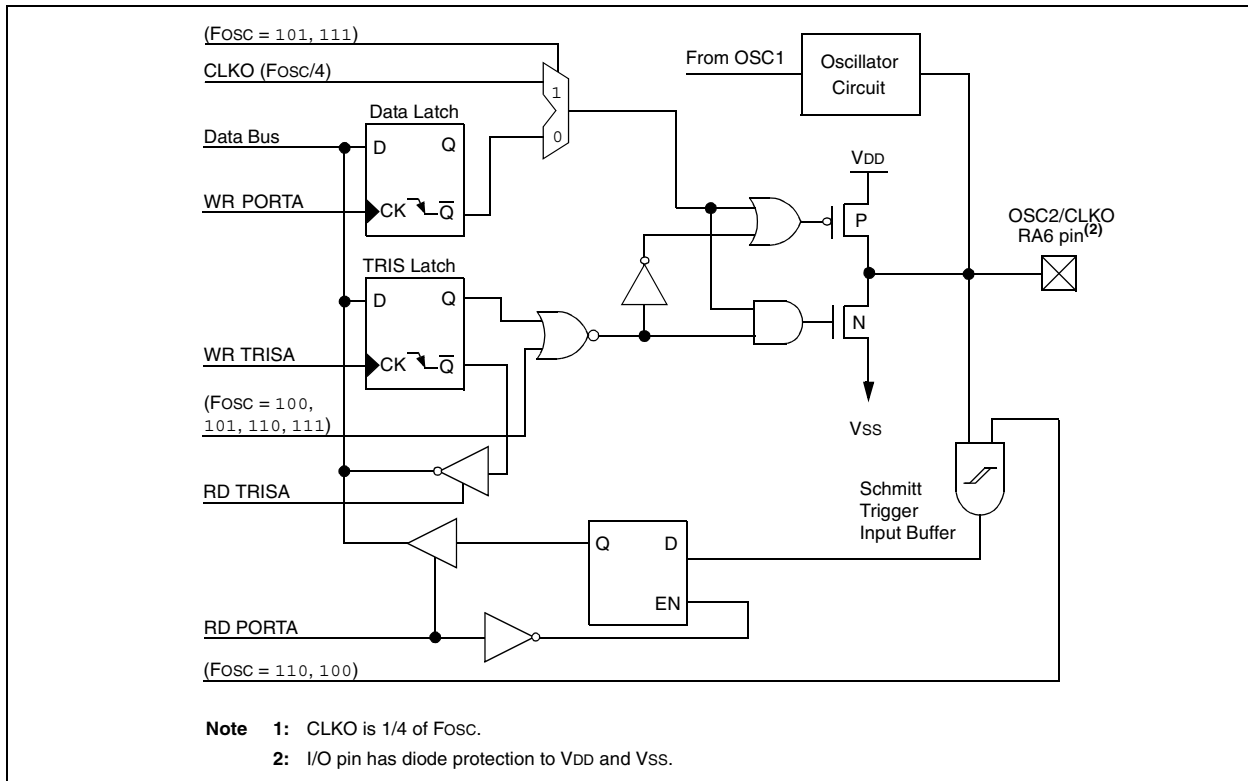 (FOSC = 101, 111)
CLKO (FOSC/4)
From OSC1
Oscillator
Circuit
1
0
Data Latch
Data Bus
D
Q
WR PORTA
CK
Q̅
VDD
P
OSC2/CLKO
RA6 pin(2)
TRIS Latch
D
Q
N
WR TRISA
CK
Q̅
VSS
(FOSC = 100,
101, 110, 111)
RD TRISA
Schmitt
Trigger
Input Buffer
Q
D
EN
RD PORTA
(FOSC = 110, 100)
Note 1: CLKO is 1/4 of FOSC.
2: I/O pin has diode protection to VDD and VSS.